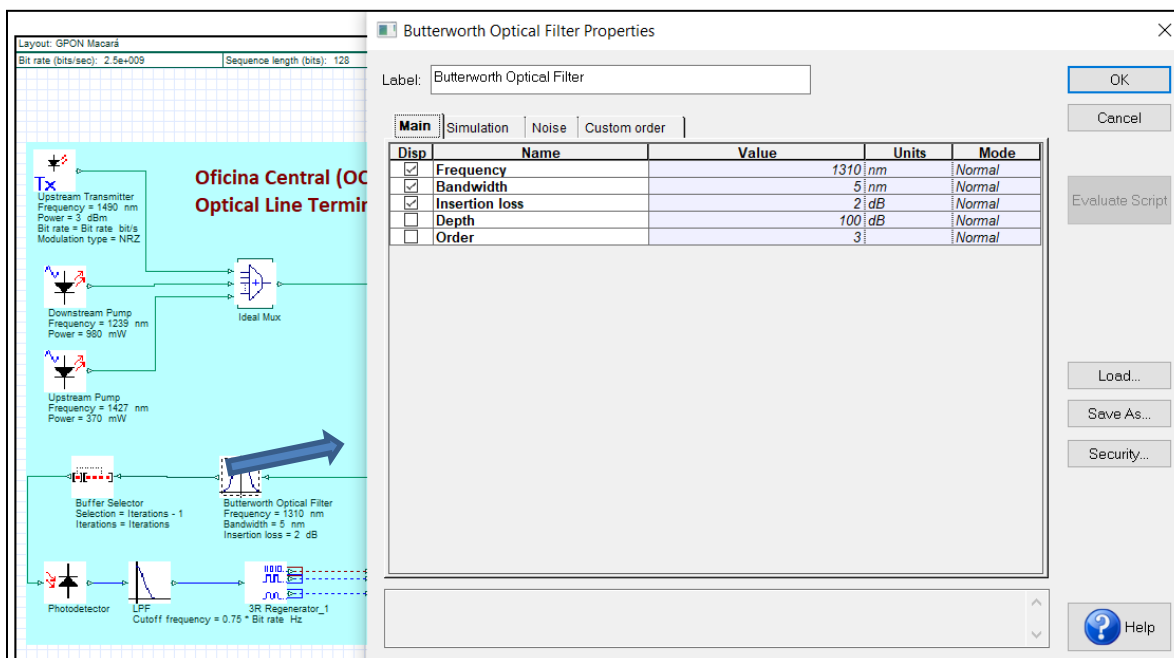 Layout: GPON Macará
Bit rate (bits/sec): 2.5e+009 Sequence length (bits): 128
Oficina Central (OC
Optical Line Termin
Tx
Upstream Transmitter
Frequency = 1490 nm
Power = 3 dBm
Bit rate = Bit rate bit/s
Modulation type = NRZ
Ideal Mux
Downstream Pump
Frequency = 1239 nm
Power = 980 mW
Upstream Pump
Frequency = 1427 nm
Power = 370 mW
Buffer Selector
Selection = Iterations - 1
Iterations = Iterations
Butterworth Optical Filter
Frequency = 1310 nm
Bandwidth = 5 nm
Insertion loss = 2 dB
Photodetector
LPF
Cutoff frequency = 0.75 * Bit rate Hz
3R Regenerator_1
Butterworth Optical Filter Properties
Label: Butterworth Optical Filter
Main Simulation Noise Custom order
Disp Name Value Units Mode
Frequency 1310 nm Normal
Bandwidth 5 nm Normal
Insertion loss 2 dB Normal
Depth 100 dB Normal
Order 3 Normal
OK
Cancel
Evaluate Script
Load...
Save As...
Security...
Help